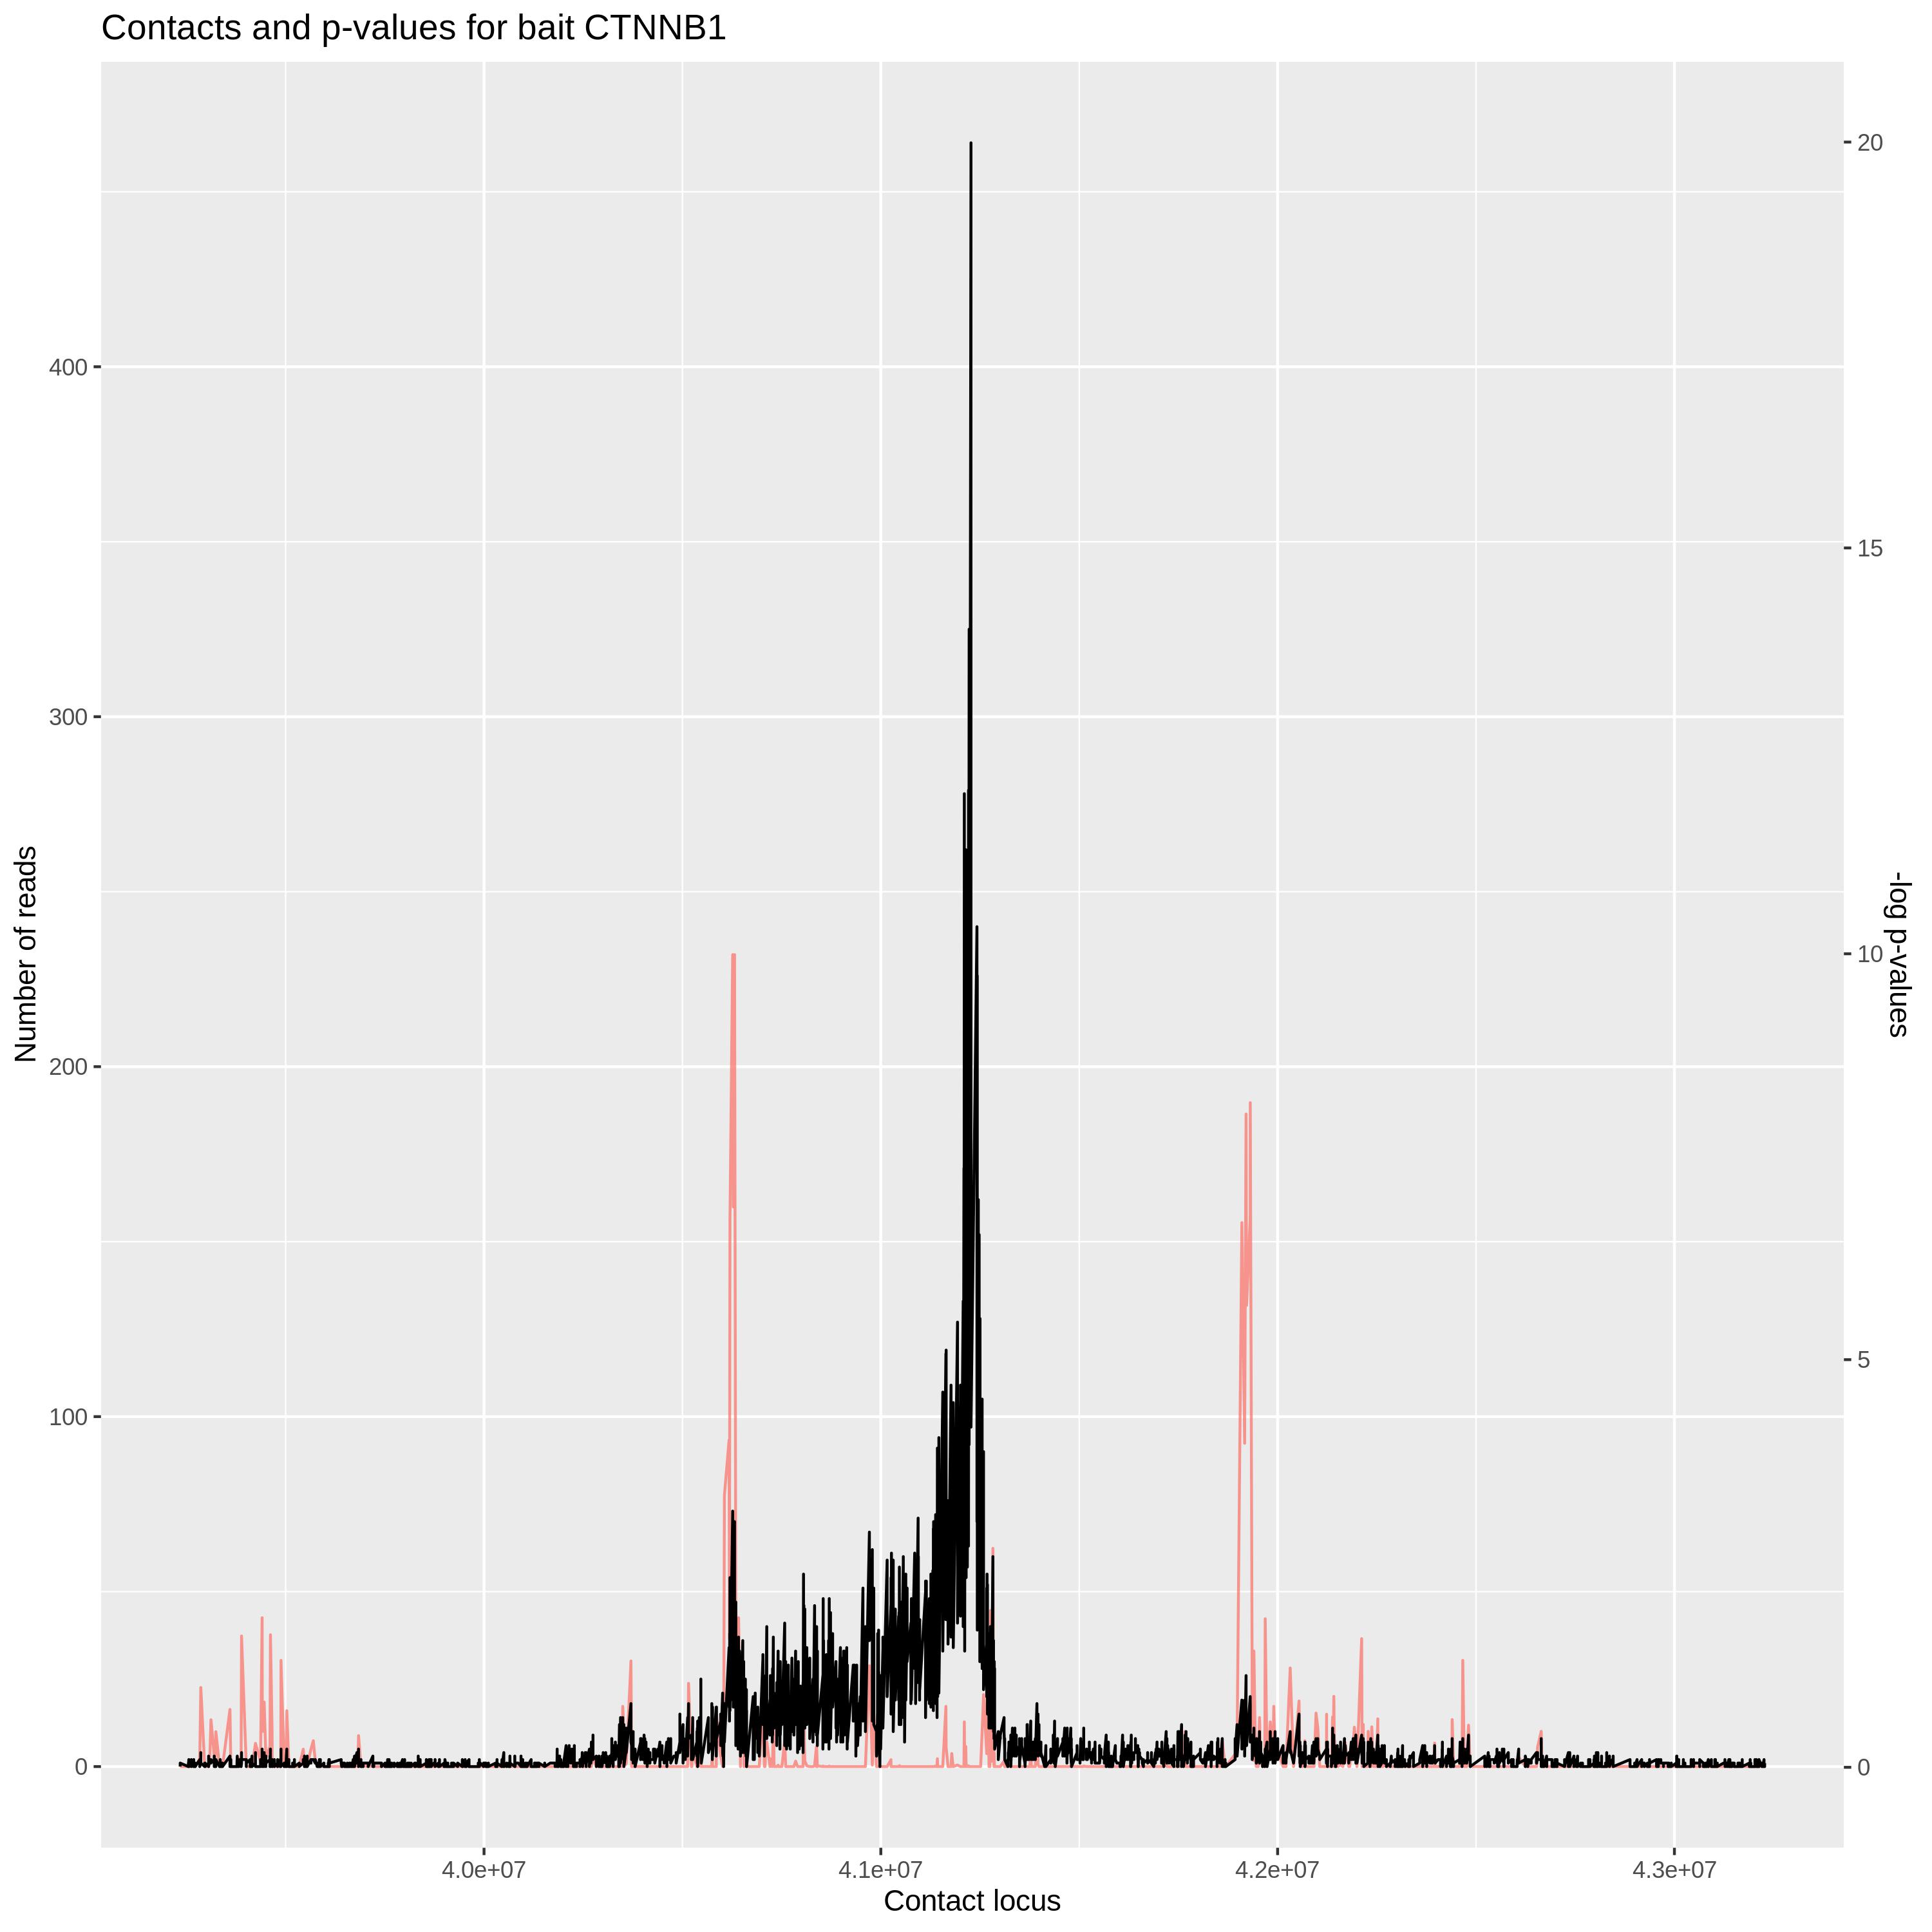 Contacts and p-values for bait CTNNB1
Number of reads
400
300
200
100
0
20
15
10
5
0
-log p-values
4.0e+07
4.1e+07
4.2e+07
4.3e+07
Contact locus